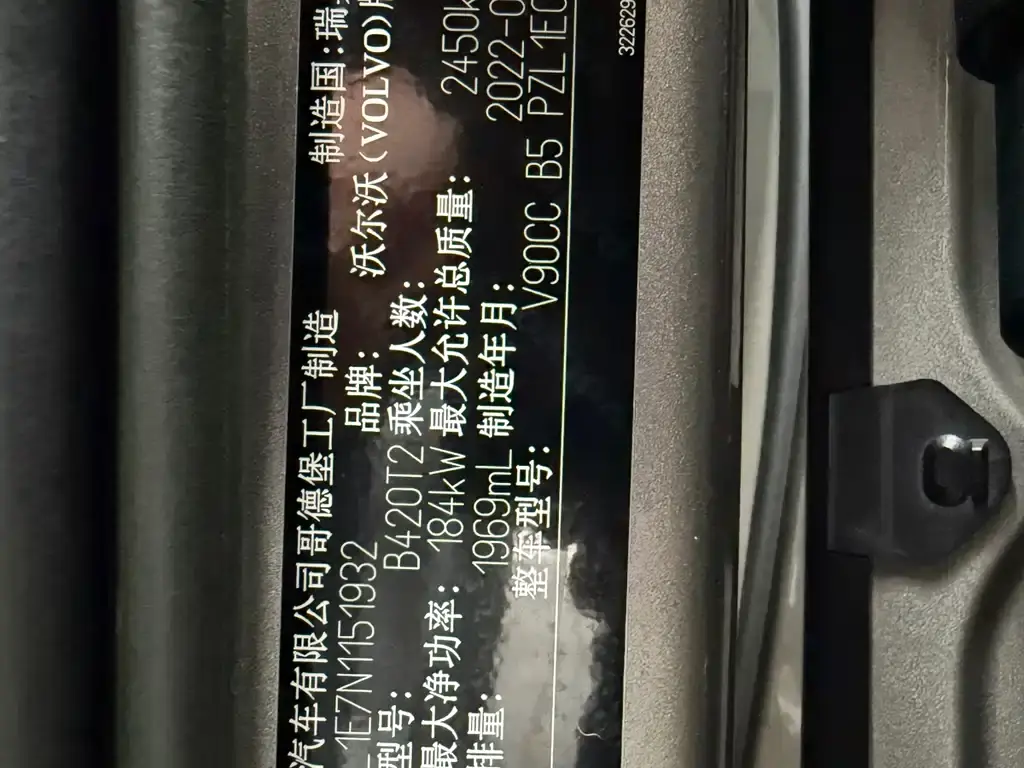 汽车有限公司哥德堡工厂制造 制造国:瑞
1E7N1151932 品牌: 沃尔沃(VOLVO)牌
型号: B420T2 乘坐人数:
最大净功率: 184kW 最大允许总质量: 2450k
排量: 1969mL 制造年月: 2022-0
整车型号: V90CC B5 PZL1EC
322629